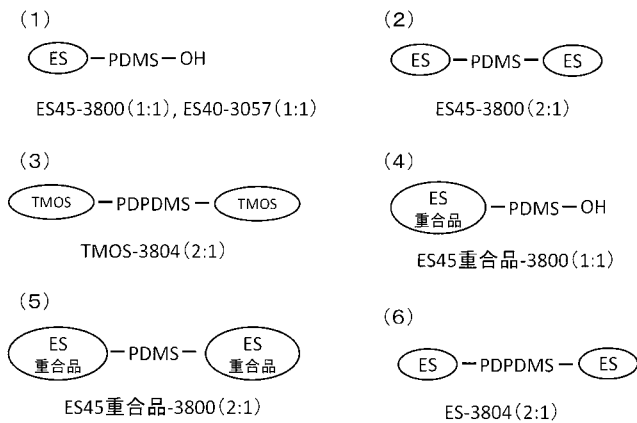 (1)
ES－PDMS－OH
ES45-3800(1:1), ES40-3057(1:1)
(2)
ES－PDMS－ES
ES45-3800(2:1)
(3)
TMOS－PDPDMS－TMOS
TMOS-3804(2:1)
(4)
ES
重合品
－PDMS－OH
ES45重合品-3800(1:1)
(5)
ES
重合品
－PDMS－
ES
重合品
ES45重合品-3800(2:1)
(6)
ES－PDPDMS－ES
ES-3804(2:1)